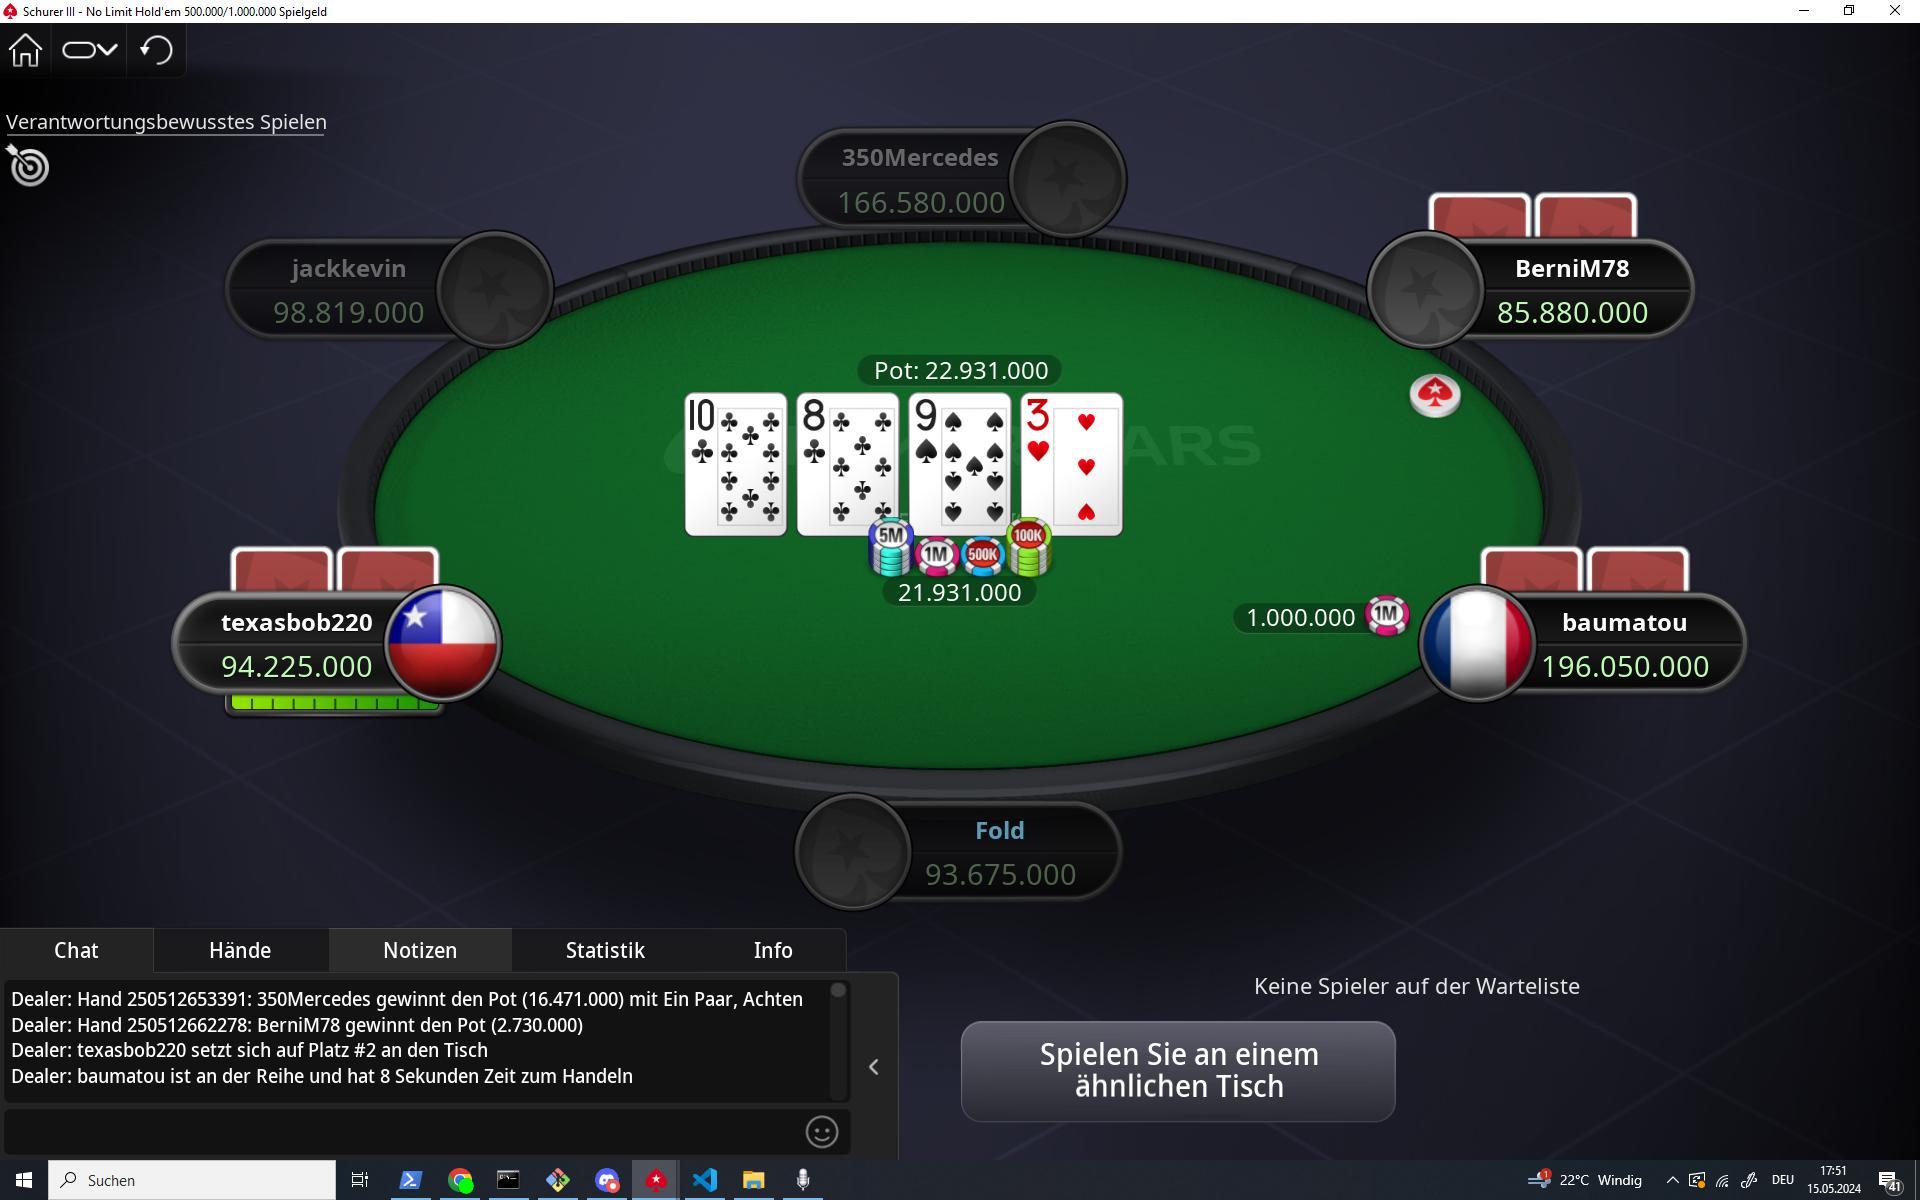 Schurer III - No Limit Hold'em 500.000/1.000.000 Spielgeld
Verantwortungsbewusstes Spielen
350Mercedes
166.580.000
jackkevin
98.819.000
BerniM78
85.880.000
Pot: 22.931.000
10 8 9 3
ARS
5M 1M 500K 100K
21.931.000
texasbob220
94.225.000
1.000.000 1M
baumatou
196.050.000
Fold
93.675.000
Chat Hände Notizen Statistik Info
Dealer: Hand 250512653391: 350Mercedes gewinnt den Pot (16.471.000) mit Ein Paar, Achten
Dealer: Hand 250512662278: BerniM78 gewinnt den Pot (2.730.000)
Dealer: texasbob220 setzt sich auf Platz #2 an den Tisch
Dealer: baumatou ist an der Reihe und hat 8 Sekunden Zeit zum Handeln
Keine Spieler auf der Warteliste
Spielen Sie an einem
ähnlichen Tisch
Suchen
1
22°C Windig
DEU
17:51
15.05.2024
41